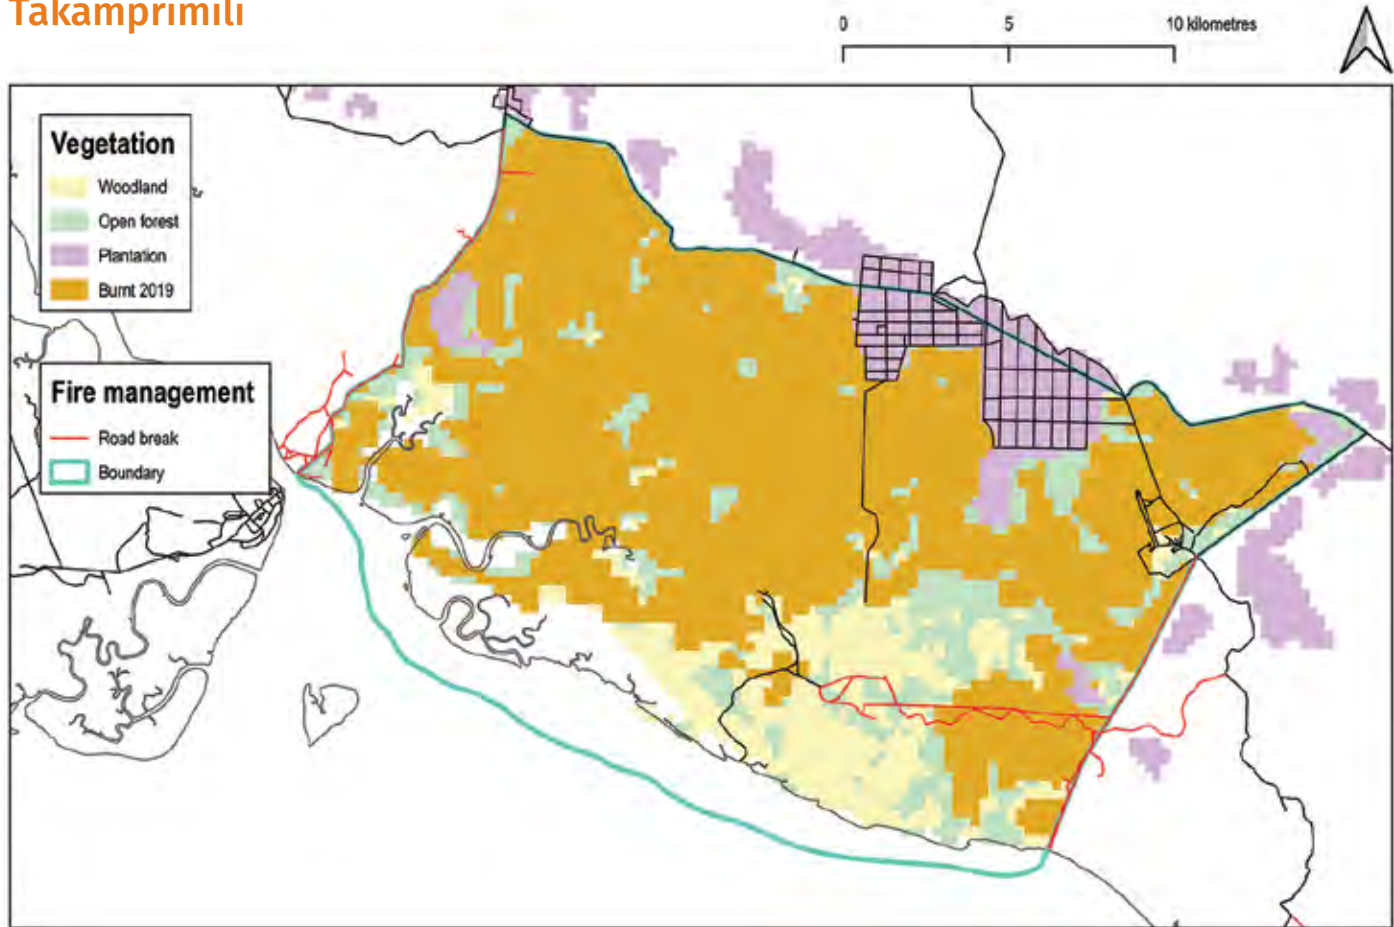 Takamprimili
0 5 10 kilometres
Vegetation
Woodland
Open forest
Plantation
Burnt 2019
Fire management
Road break
Boundary